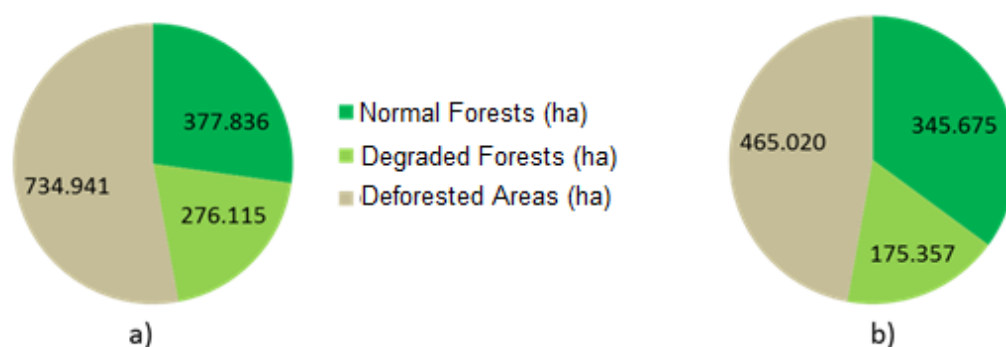 377.836
734.941
276.115
a)
Normal Forests (ha)
Degraded Forests (ha)
Deforested Areas (ha)
465.020
345.675
175.357
b)